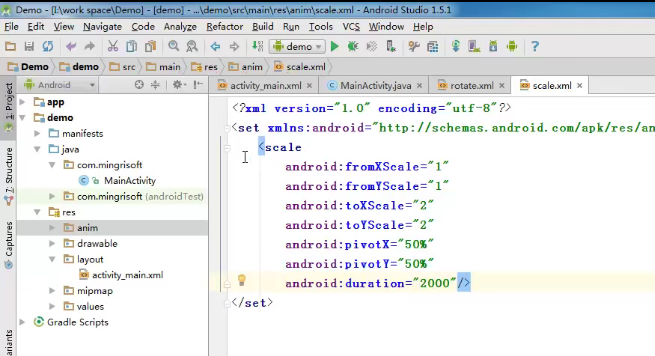 Demo - [I:\work space\Demo] - [demo] - ...\demo\src\main\res\anim\scale.xml - Android Studio 1.5.1
File Edit View Navigate Code Analyze Refactor Build Run Tools VCS Window Help
demo
Demo demo src main res anim scale.xml
Android
activity_main.xml MainActivity.java rotate.xml scale.xml
1: Project
7: Structure
Captures
app
demo
manifests
java
com.mingrisoft
MainActivity
com.mingrisoft (androidTest)
res
anim
drawable
layout
activity_main.xml
mipmap
values
Gradle Scripts
<?xml version="1.0" encoding="utf-8"?>
<set xmlns:android="http://schemas.android.com/apk/res/an
<scale
android:fromXScale="1"
android:fromYScale="1"
android:toXScale="2"
android:toYScale="2"
android:pivotX="50%"
android:pivotY="50%"
android:duration="2000"/>
</set>